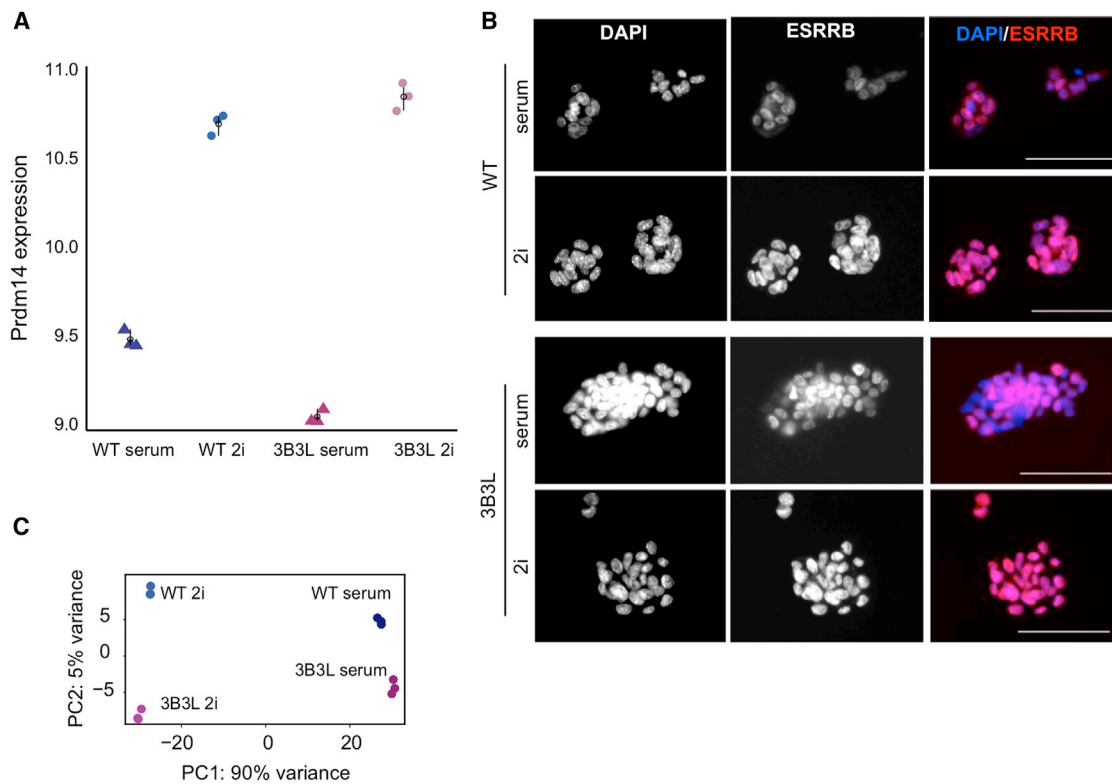 A
Prdm14 expression
11.0
10.5
10.0
9.5
9.0
WT serum WT 2i 3B3L serum 3B3L 2i
B
DAPI ESRRB DAPI/ESRRB
WT
serum
2i
3B3L
serum
2i
C
PC2: 5% variance
5
0
−5
WT 2i WT serum
3B3L serum
3B3L 2i
−20 0 20
PC1: 90% variance